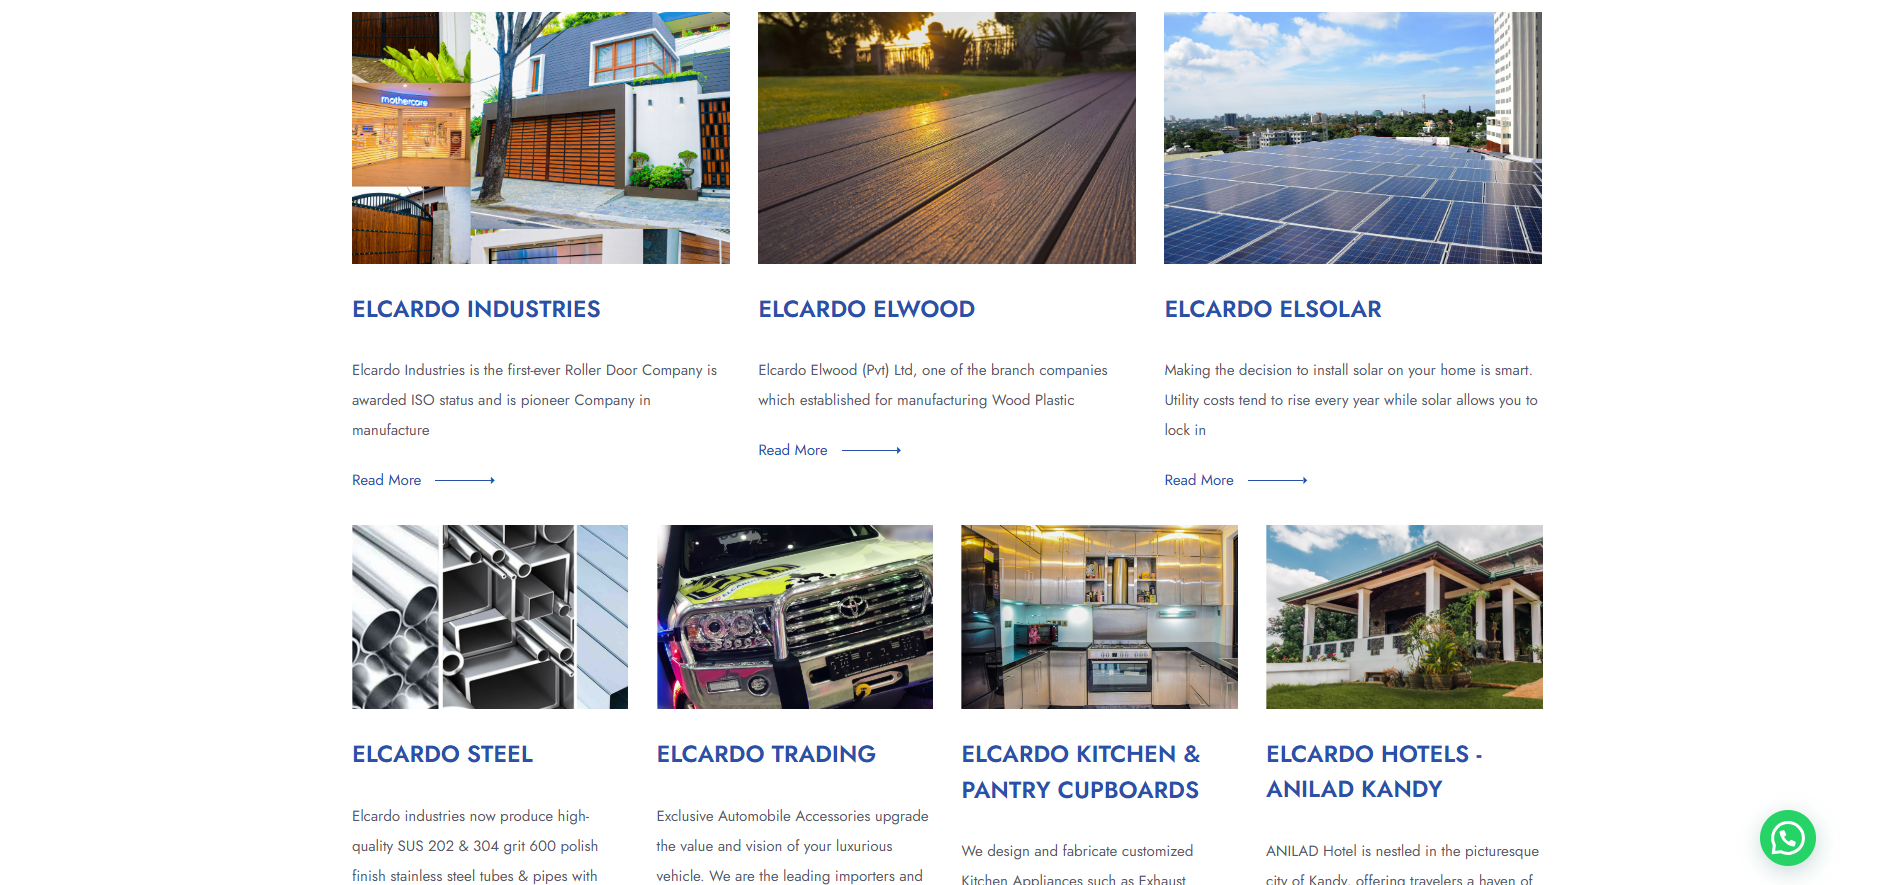 mothercare
ELCARDO INDUSTRIES
Elcardo Industries is the first-ever Roller Door Company is
awarded ISO status and is pioneer Company in
manufacture
Read More
ELCARDO ELWOOD
Elcardo Elwood (Pvt) Ltd, one of the branch companies
which established for manufacturing Wood Plastic
Read More
ELCARDO ELSOLAR
Making the decision to install solar on your home is smart.
Utility costs tend to rise every year while solar allows you to
lock in
Read More
ELCARDO STEEL
Elcardo industries now produce high-
quality SUS 202 & 304 grit 600 polish
finish stainless steel tubes & pipes with
ELCARDO TRADING
Exclusive Automobile Accessories upgrade
the value and vision of your luxurious
vehicle. We are the leading importers and
ELCARDO KITCHEN &
PANTRY CUPBOARDS
We design and fabricate customized
Kitchen Appliances such as Exhaust
ELCARDO HOTELS -
ANILAD KANDY
ANILAD Hotel is nestled in the picturesque
city of Kandy, offering travelers a haven of